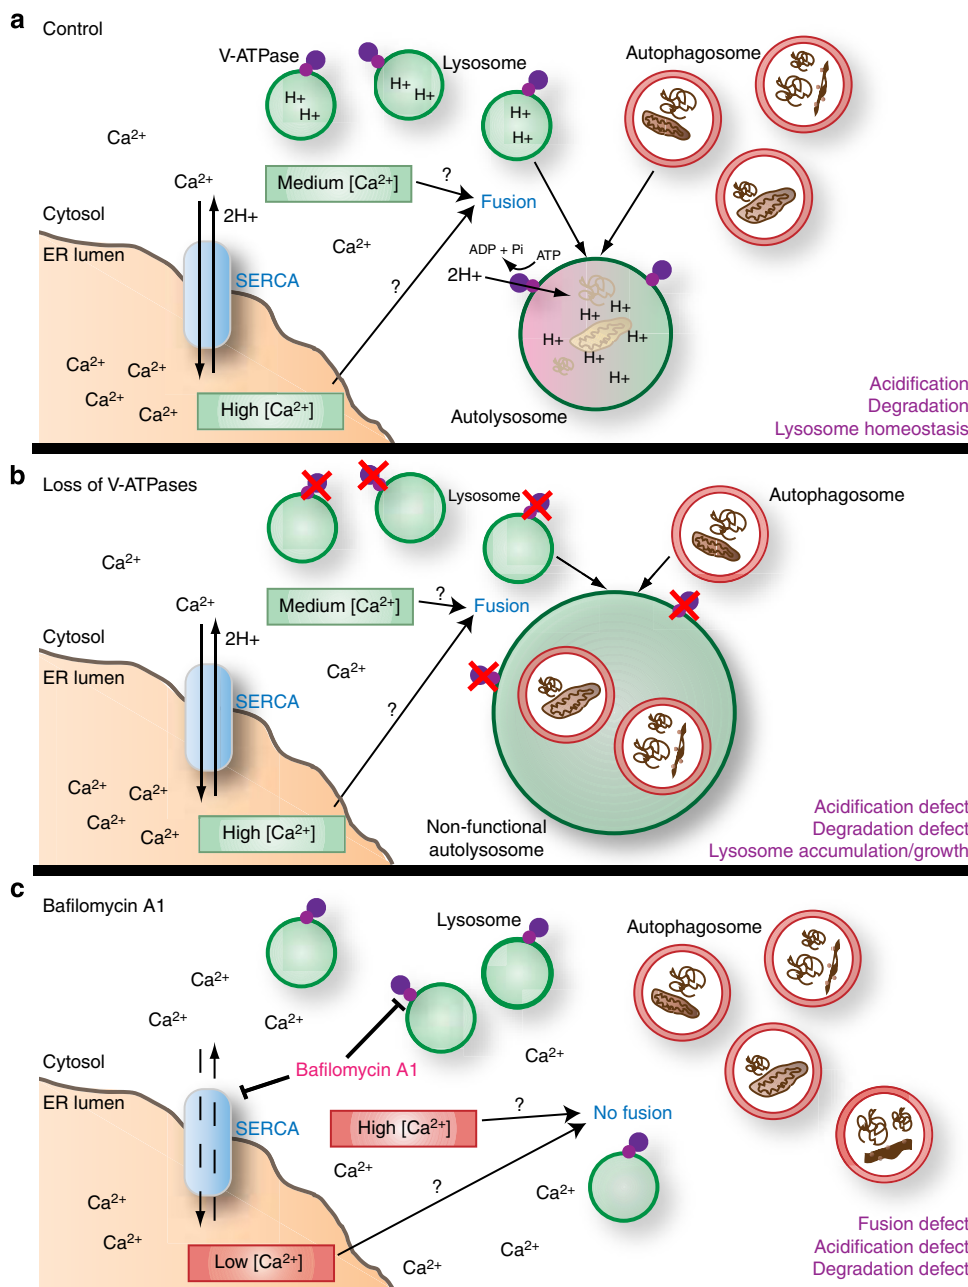 a
Control
V-ATPase
Lysosome
Autophagosome
H+
H+
H+
H+
H+
H+
Ca²⁺
Ca²⁺
Medium [Ca²⁺]
?
Fusion
Cytosol
2H+
Ca²⁺
ER lumen
SERCA
?
ADP + Pi
ATP
2H+
H+
H+
H+
H+
H+
H+
Ca²⁺
Ca²⁺
Ca²⁺
Ca²⁺
High [Ca²⁺]
Autolysosome
Acidification
Degradation
Lysosome homeostasis
b
Loss of V-ATPases
Lysosome
Autophagosome
Ca²⁺
Ca²⁺
Medium [Ca²⁺]
?
Fusion
Cytosol
2H+
Ca²⁺
ER lumen
SERCA
?
Ca²⁺
Ca²⁺
Ca²⁺
Ca²⁺
High [Ca²⁺]
Non-functional
autolysosome
Acidification defect
Degradation defect
Lysosome accumulation/growth
c
Bafilomycin A1
Lysosome
Autophagosome
Ca²⁺
Ca²⁺
Ca²⁺
Ca²⁺
Cytosol
Bafilomycin A1
ER lumen
SERCA
High [Ca²⁺]
?
No fusion
Ca²⁺
?
Ca²⁺
Ca²⁺
Ca²⁺
Low [Ca²⁺]
Ca²⁺
Ca²⁺
Fusion defect
Acidification defect
Degradation defect